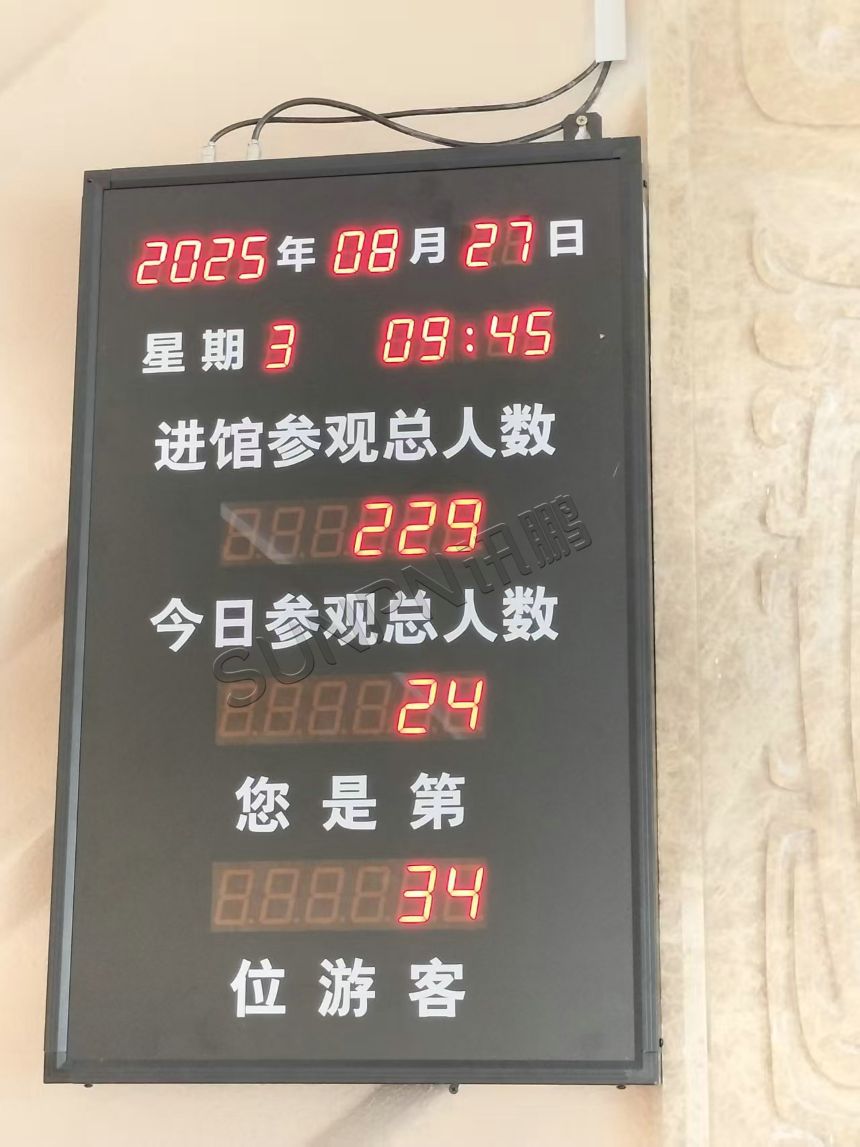 2025年08月27日
星期3 09:45
进馆参观总人数
229
今日参观总人数
24
您是第
34
位游客
SUNPN讯鹏